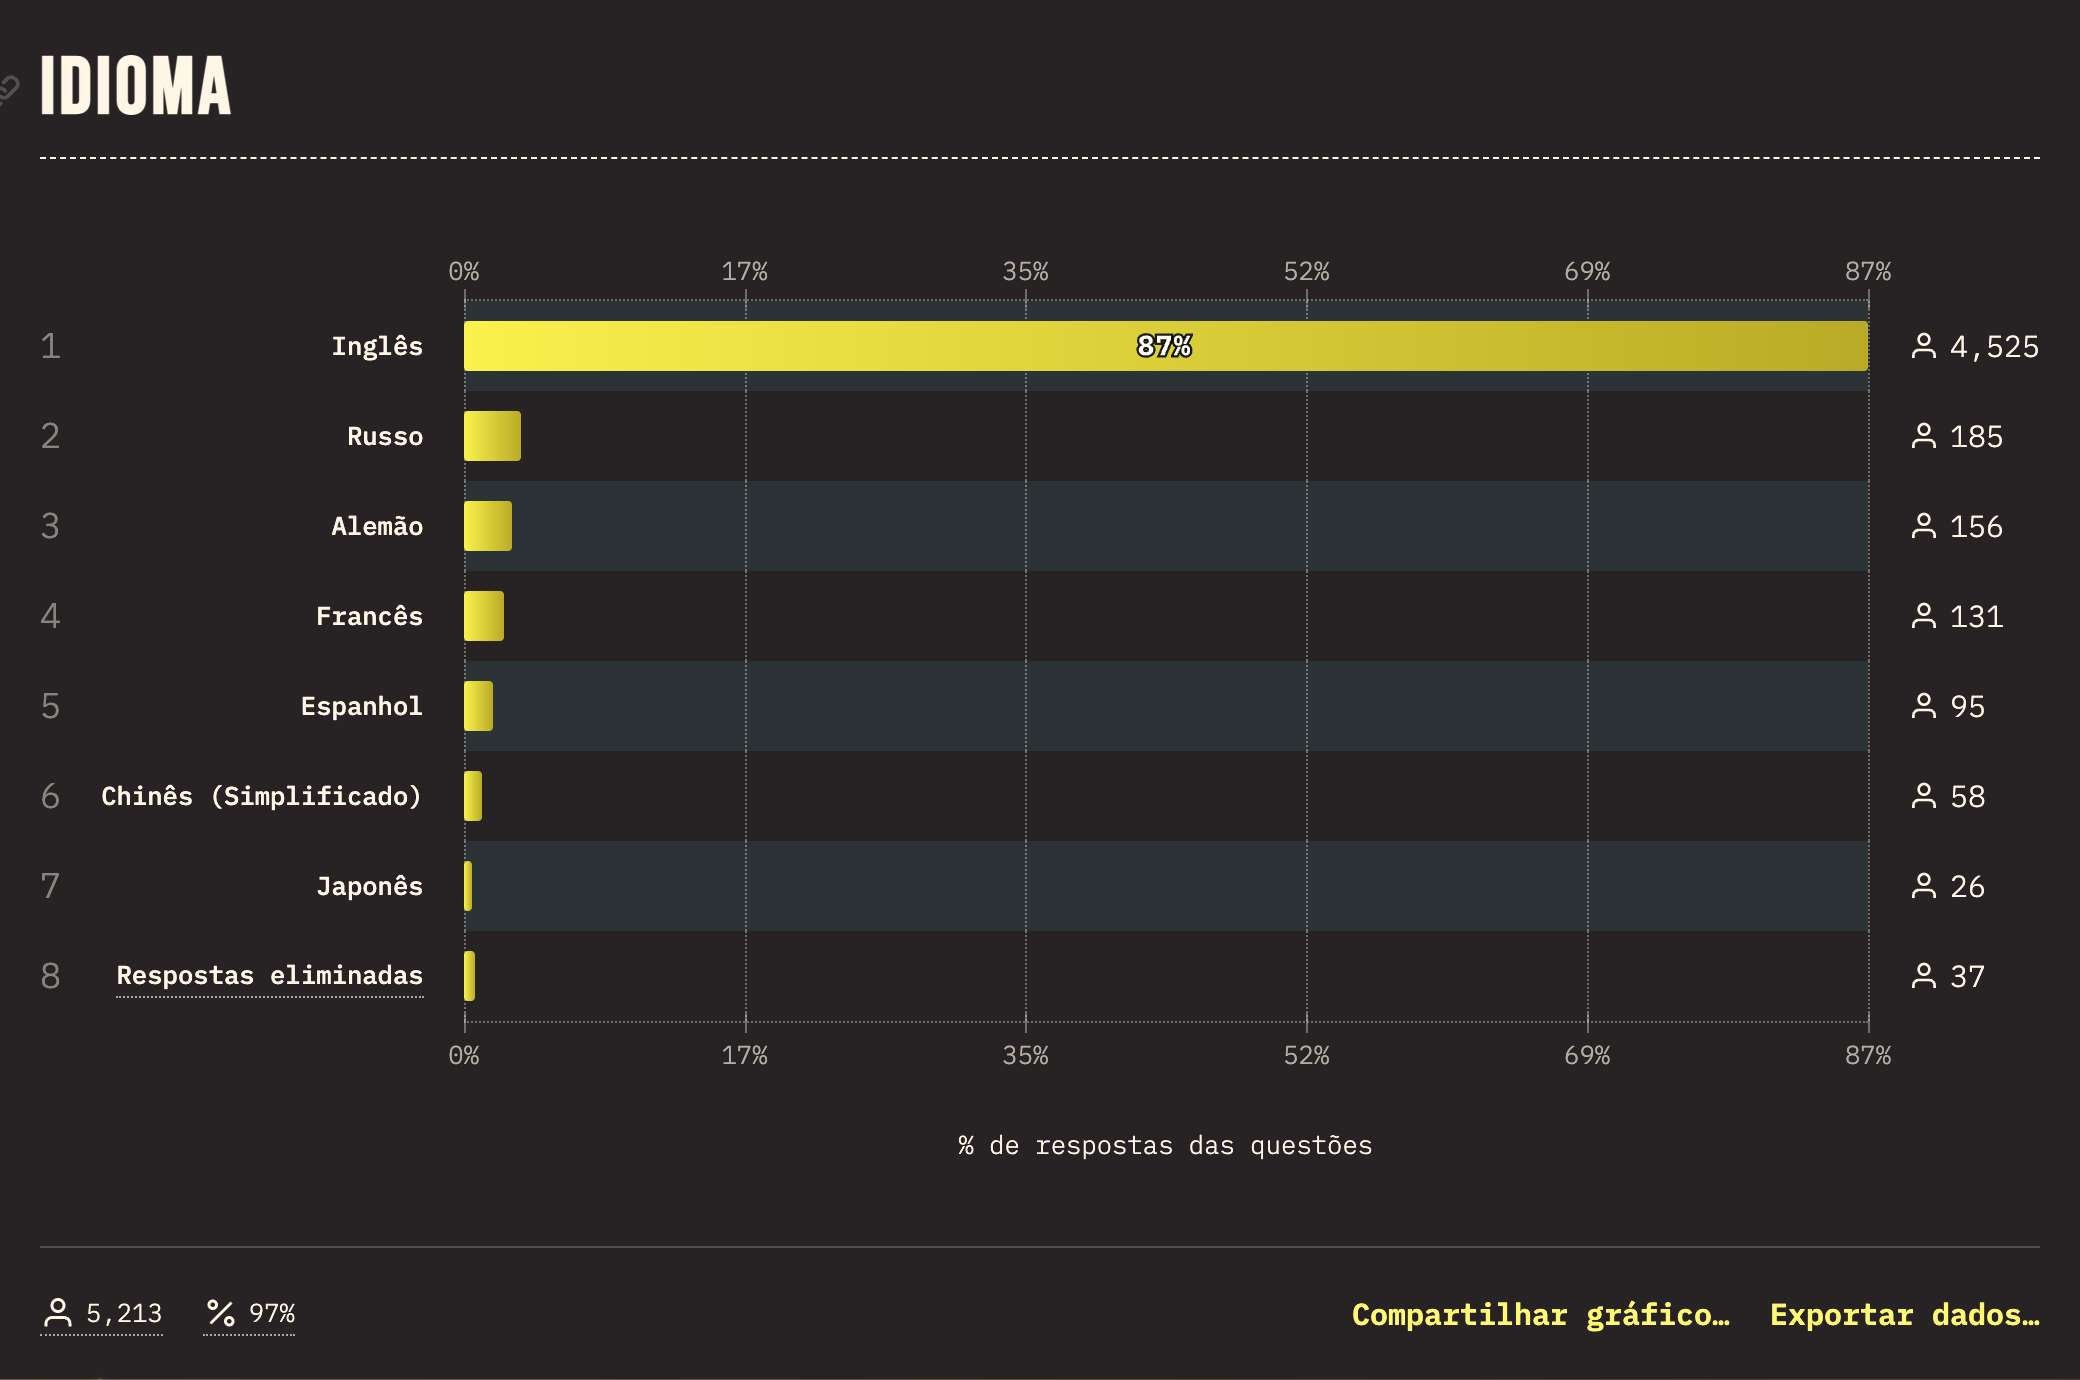 IDIOMA
0% 17% 35% 52% 69% 87%
1 Inglês 87% 4,525
2 Russo 185
3 Alemão 156
4 Francês 131
5 Espanhol 95
6 Chinês (Simplificado) 58
7 Japonês 26
8 Respostas eliminadas 37
0% 17% 35% 52% 69% 87%
% de respostas das questões
5,213 97% Compartilhar gráfico… Exportar dados…